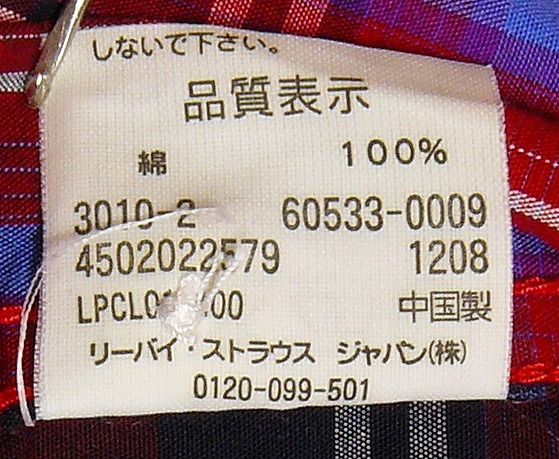 しないで下さい。
品質表示
綿 100%
3010-2 60533-0009
4502022579 1208
中国製
リーバイ・ストラウス ジャパン(株)
0120-099-501